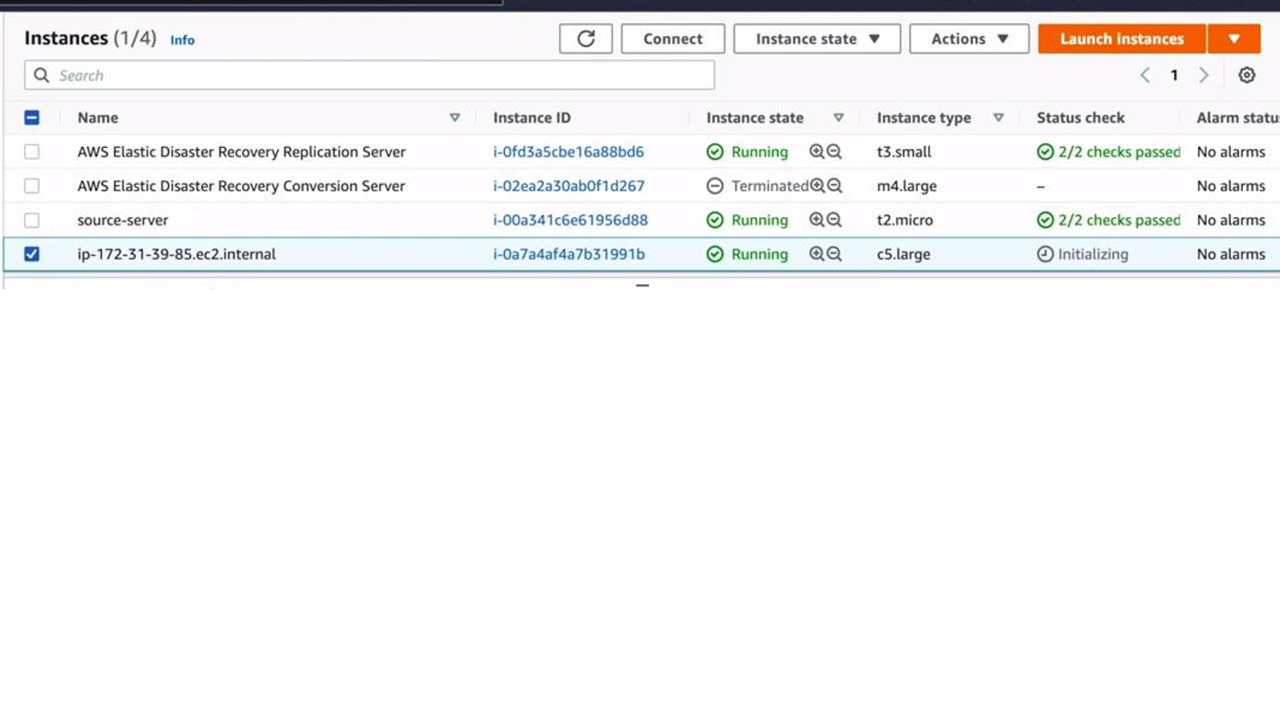 Instances (1/4) Info Connect Instance state Actions Launch instances
Search 1
Name Instance ID Instance state Instance type Status check Alarm statu
AWS Elastic Disaster Recovery Replication Server i-0fd3a5cbe16a88bd6 Running t3.small 2/2 checks passed No alarms
AWS Elastic Disaster Recovery Conversion Server i-02ea2a30ab0f1d267 Terminated m4.large – No alarms
source-server i-00a341c6e61956d88 Running t2.micro 2/2 checks passed No alarms
ip-172-31-39-85.ec2.internal i-0a7a4af4a7b31991b Running c5.large Initializing No alarms